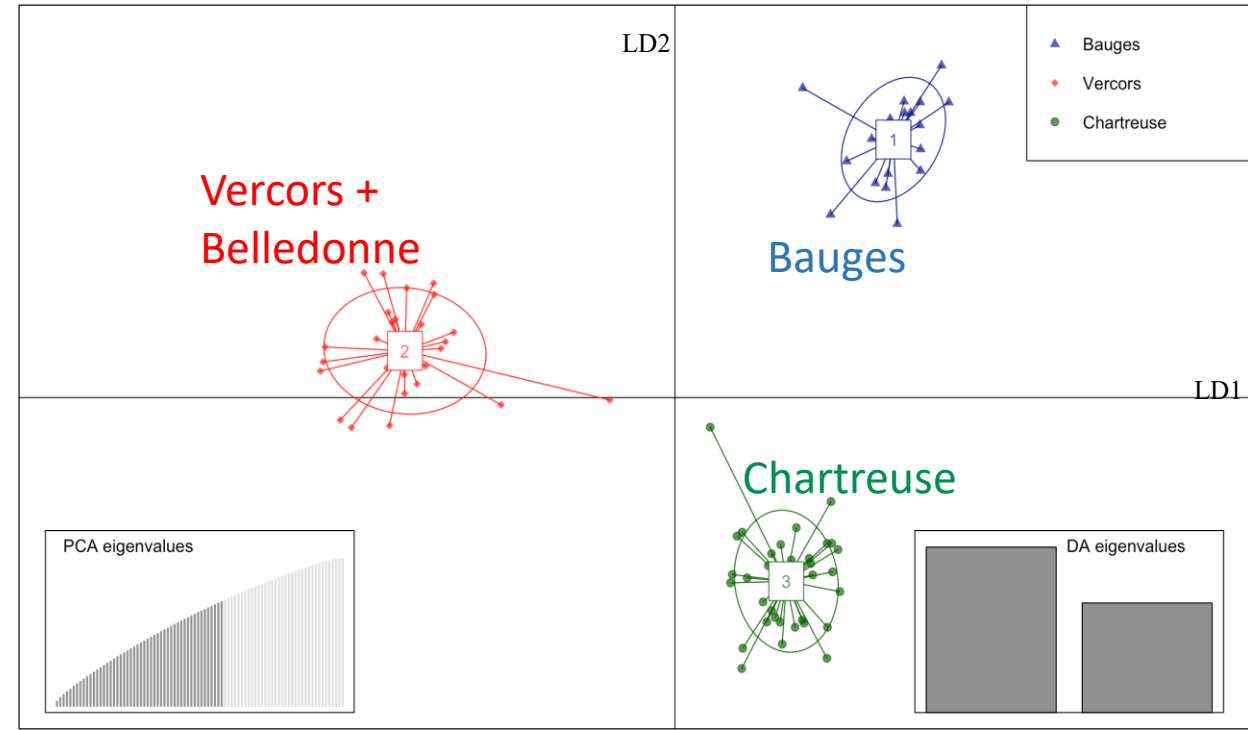 LD2
Bauges
Vercors
Chartreuse
1
Vercors +
Belledonne
Bauges
2
LD1
Chartreuse
PCA eigenvalues
DA eigenvalues
3